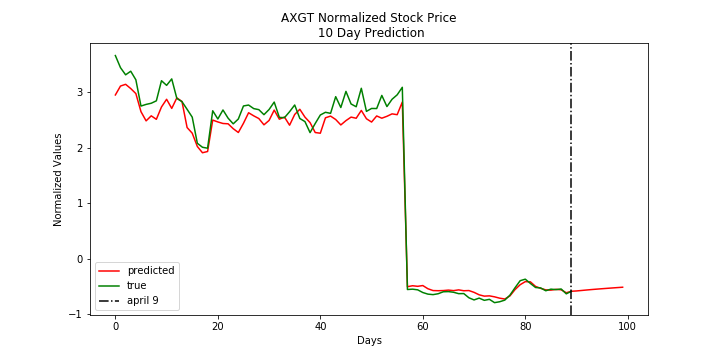 AXGT Normalized Stock Price
10 Day Prediction
Normalized Values
3
2
1
0
−1
predicted
true
april 9
0 20 40 60 80 100
Days